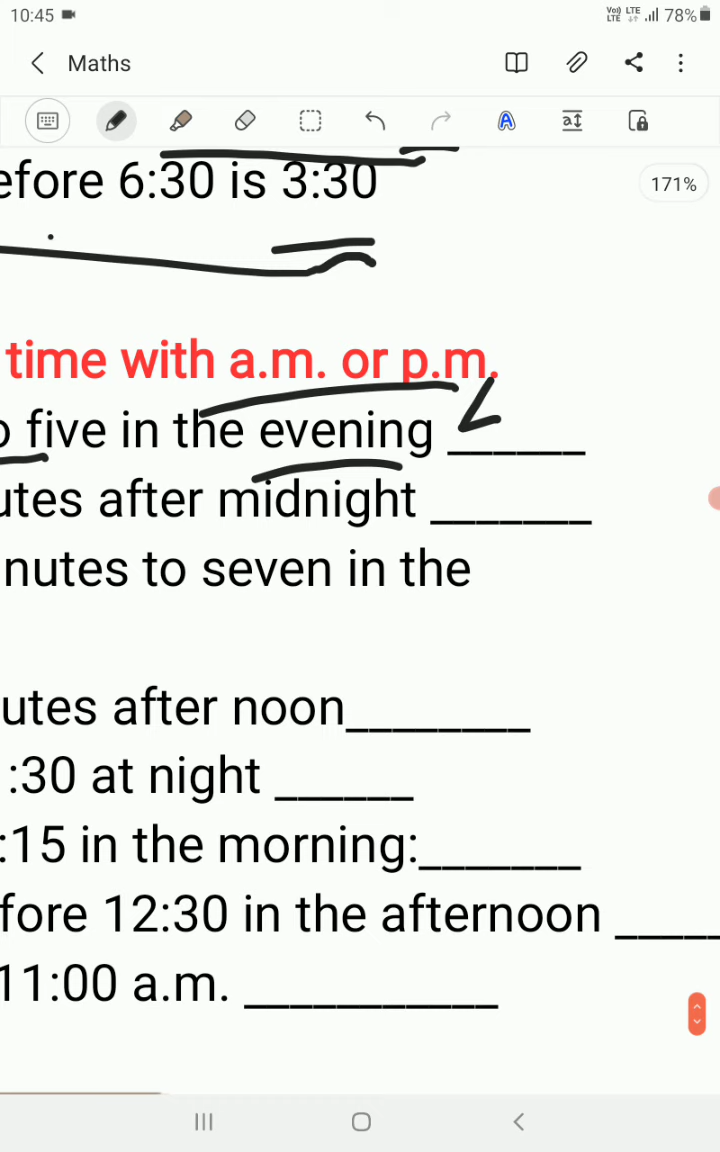 10:45 78%
Maths
171%
efore 6:30 is 3:30
time with a.m. or p.m.
o five in the evening ______
utes after midnight _______
nutes to seven in the
utes after noon________
:30 at night ______
:15 in the morning:_______
fore 12:30 in the afternoon _____
11:00 a.m. ___________